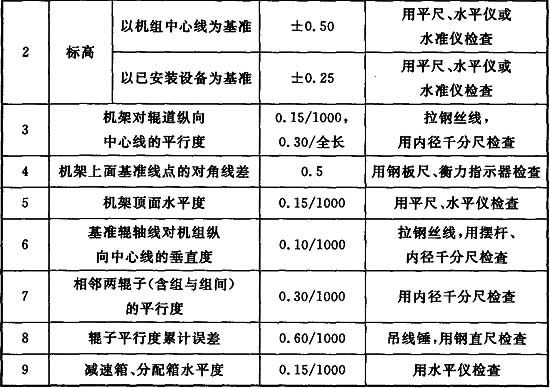 2
标高
以机组中心线为基准
±0.50
用平尺、水平仪或
水准仪检查
以已安装设备为基准
±0.25
用平尺、水平仪或
水准仪检查
3
机架对辊道纵向
中心线的平行度
0.15/1000,
0.30/全长
拉钢丝线,
用内径千分尺检查
4
机架上面基准线点的对角线差
0.5
用钢板尺、衡力指示器检查
5
机架顶面水平度
0.15/1000
用平尺、水平仪检查
6
基准辊轴线对机组纵
向中心线的垂直度
0.10/1000
拉钢丝线,用摆杆、
内径千分尺检查
7
相邻两辊子(含组与组间)
的平行度
0.30/1000
用内径千分尺检查
8
辊子平行度累计误差
0.60/1000
吊线锤,用钢直尺检查
9
减速箱、分配箱水平度
0.15/1000
用水平仪检查